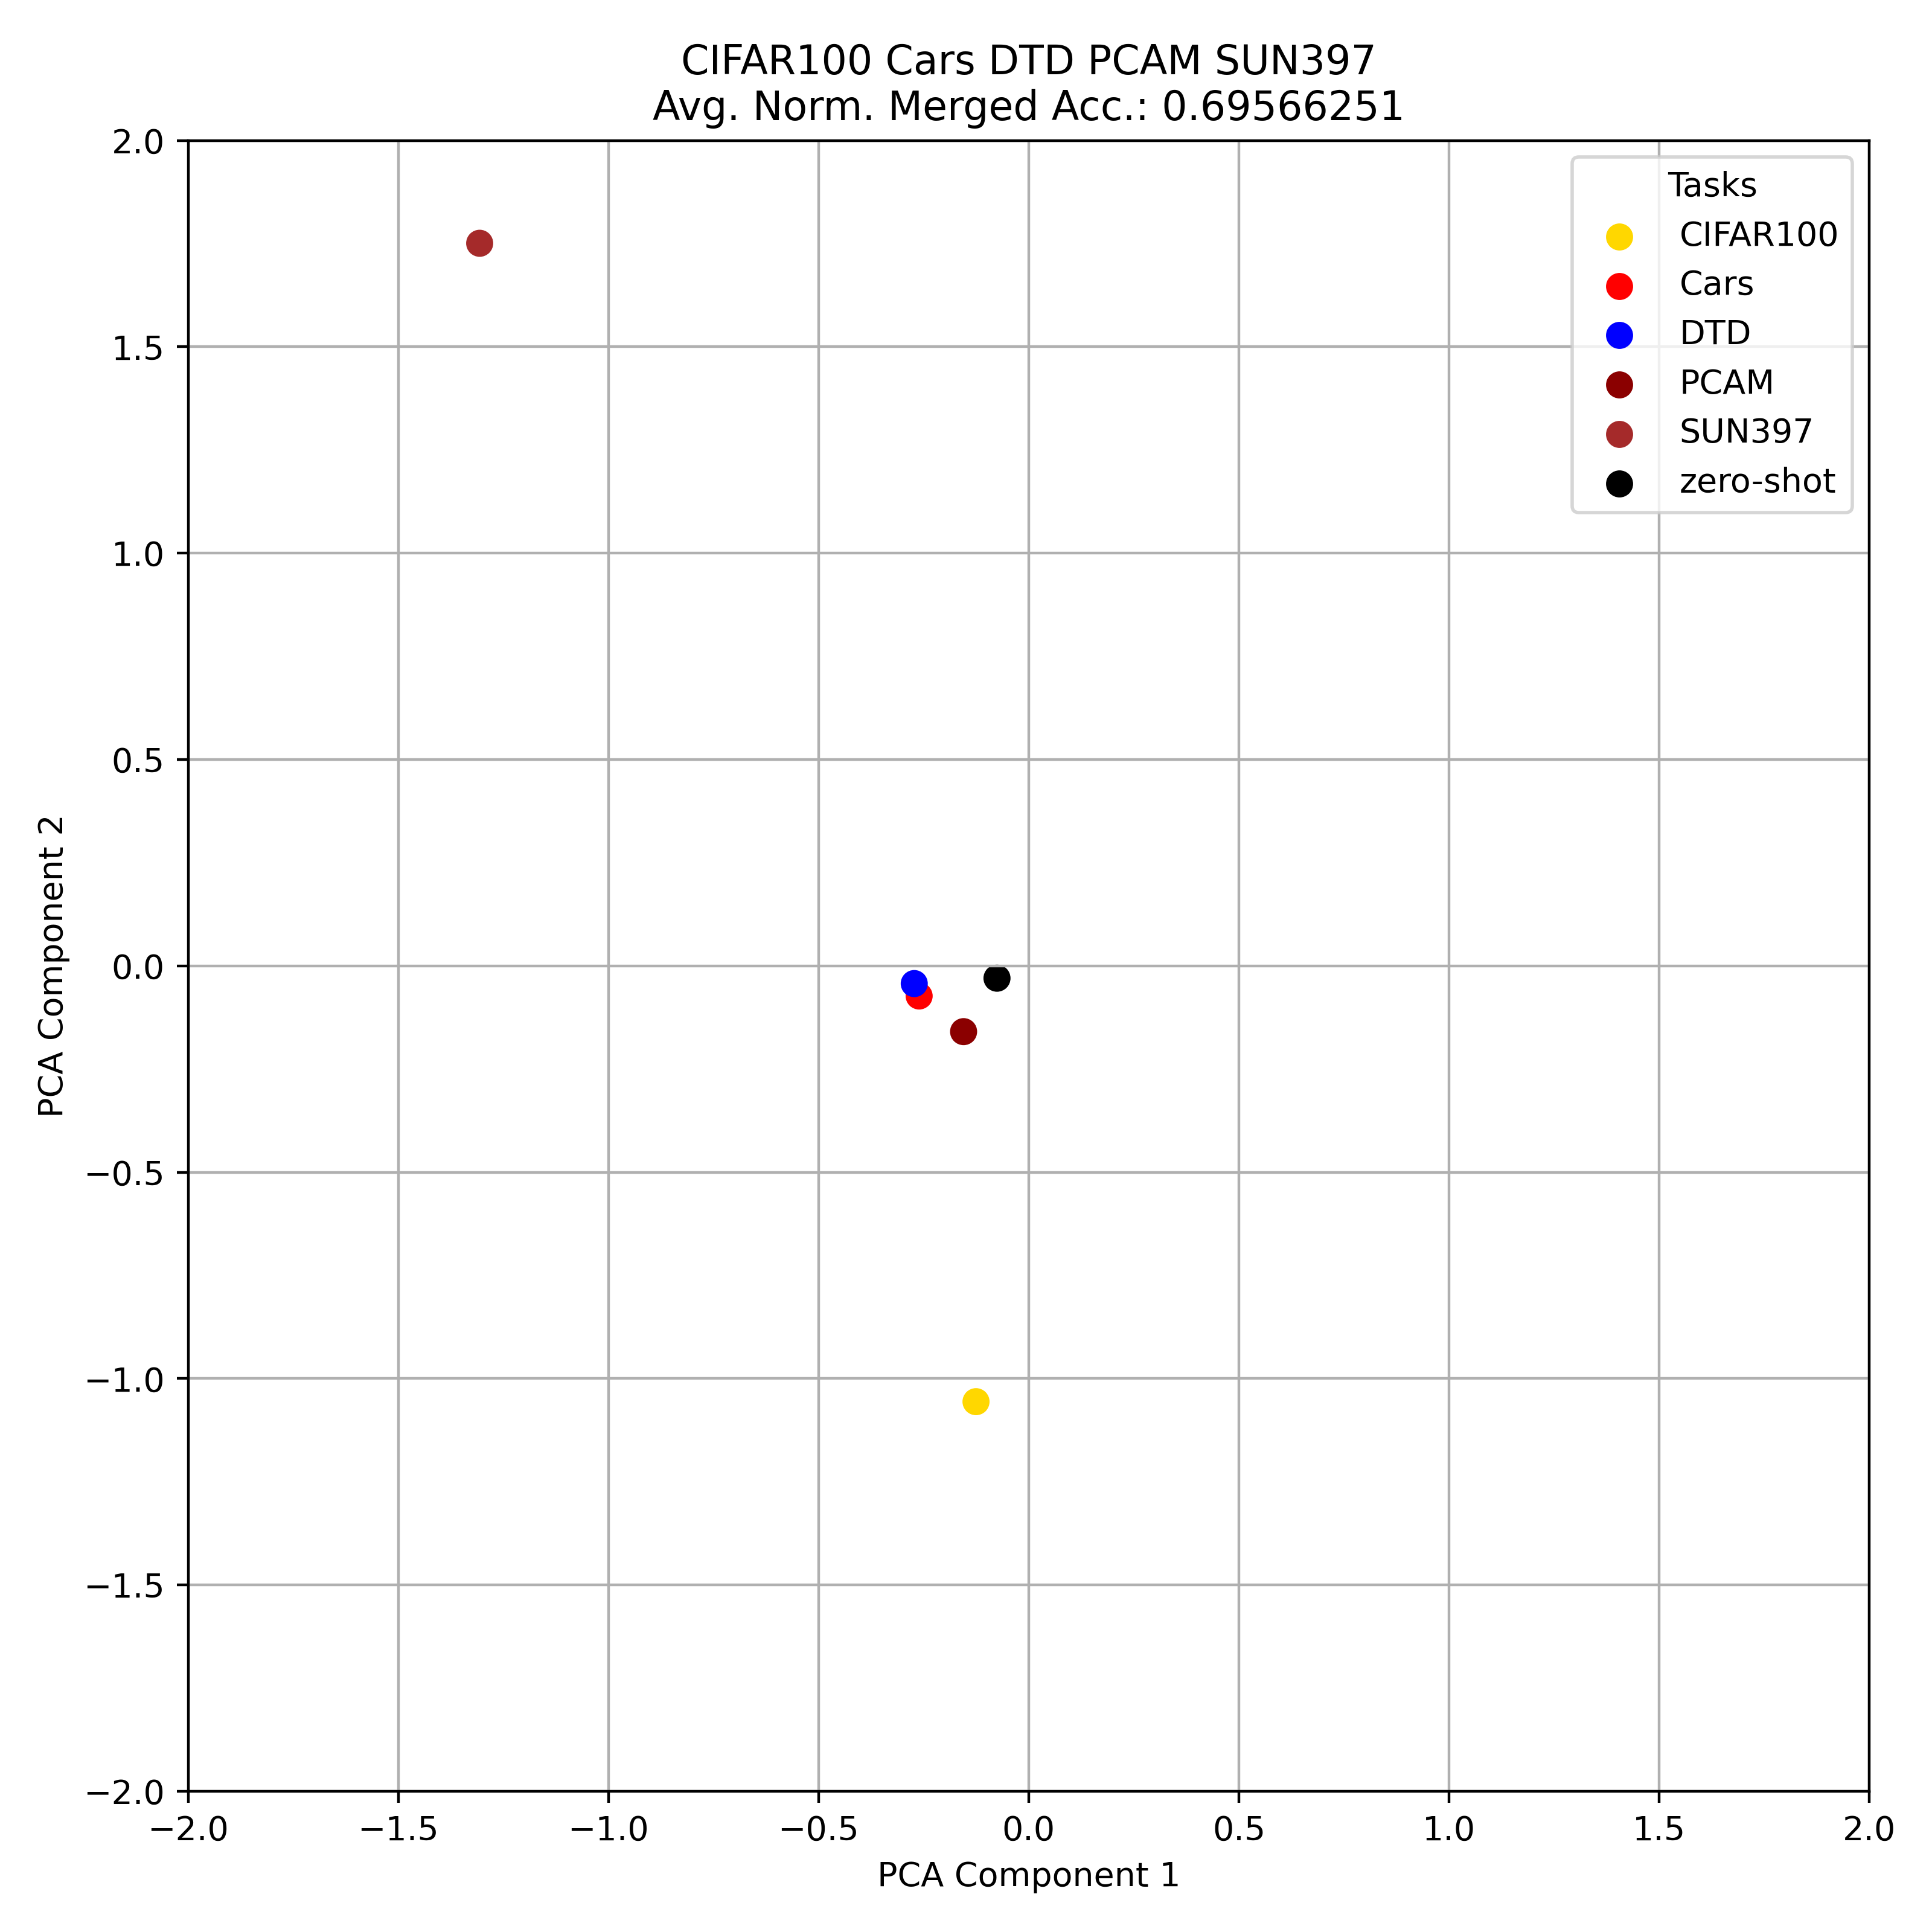 CIFAR100 Cars DTD PCAM SUN397
Avg. Norm. Merged Acc.: 0.69566251
Tasks
CIFAR100
Cars
DTD
PCAM
SUN397
zero-shot
2.0
1.5
1.0
0.5
0.0
−0.5
−1.0
−1.5
−2.0
PCA Component 2
−2.0 −1.5 −1.0 −0.5 0.0 0.5 1.0 1.5 2.0
PCA Component 1